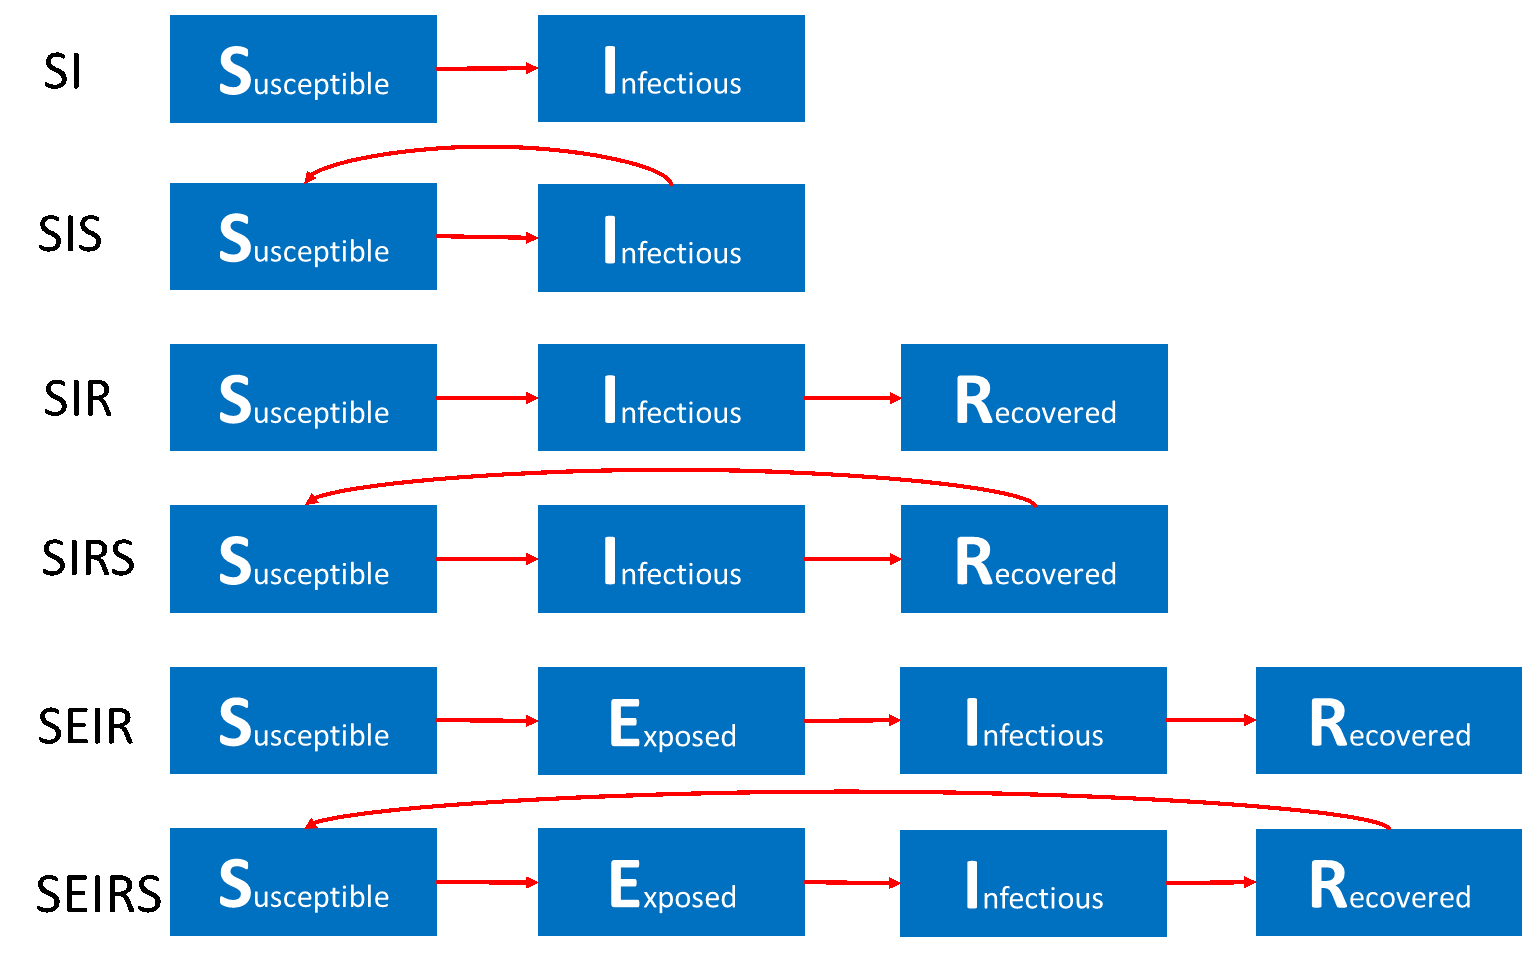 SI Susceptible Infectious
SIS Susceptible Infectious
SIR Susceptible Infectious Recovered
SIRS Susceptible Infectious Recovered
SEIR Susceptible Exposed Infectious Recovered
SEIRS Susceptible Exposed Infectious Recovered